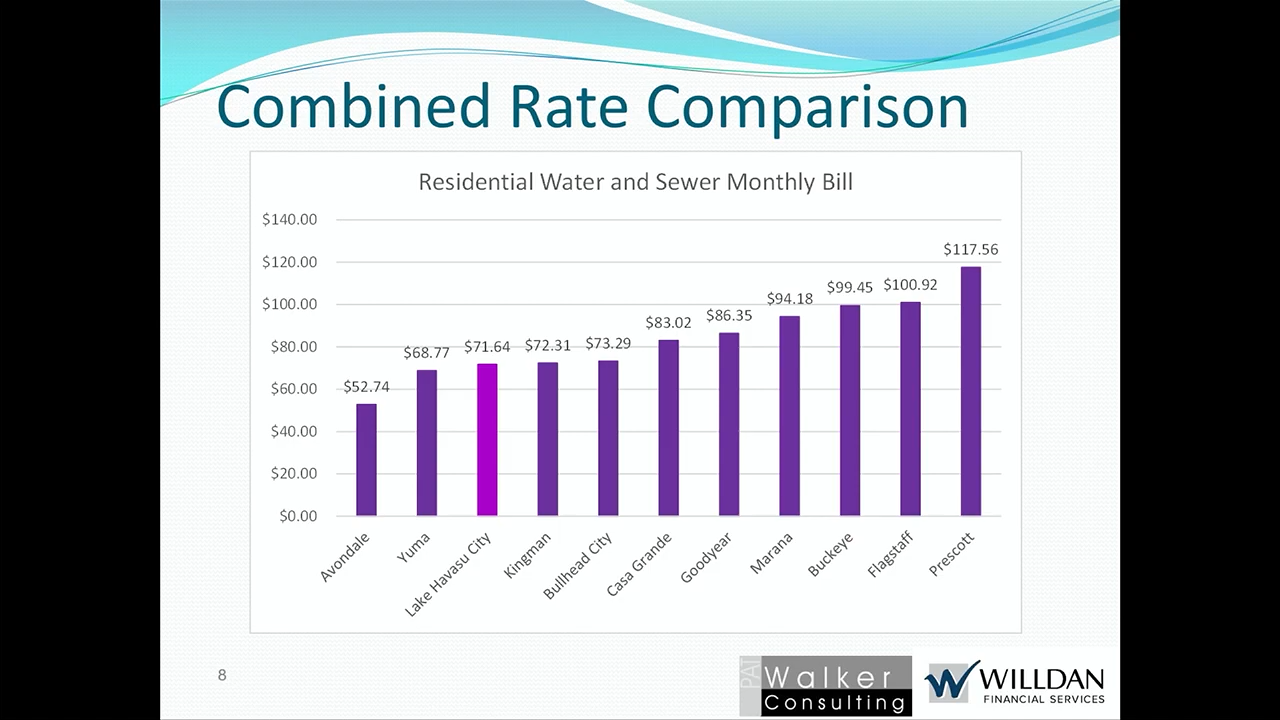 Combined Rate Comparison
Residential Water and Sewer Monthly Bill
$140.00
$120.00
$100.00
$80.00
$60.00
$40.00
$20.00
$0.00
$52.74
$68.77
$71.64
$72.31
$73.29
$83.02
$86.35
$94.18
$99.45
$100.92
$117.56
Avondale
Yuma
Lake Havasu City
Kingman
Bullhead City
Casa Grande
Goodyear
Marana
Buckeye
Flagstaff
Prescott
8
PAT
Walker
Consulting
WILLDAN
FINANCIAL SERVICES